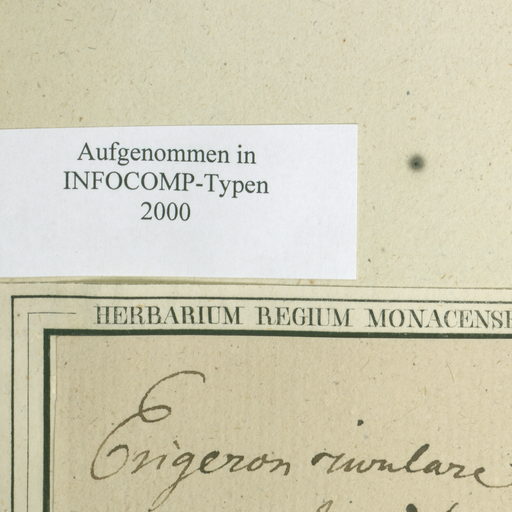 Aufgenommen in
INFOCOMP-Typen
2000
HERBARIUM REGIUM MONACENSE
Erigeron rivulare